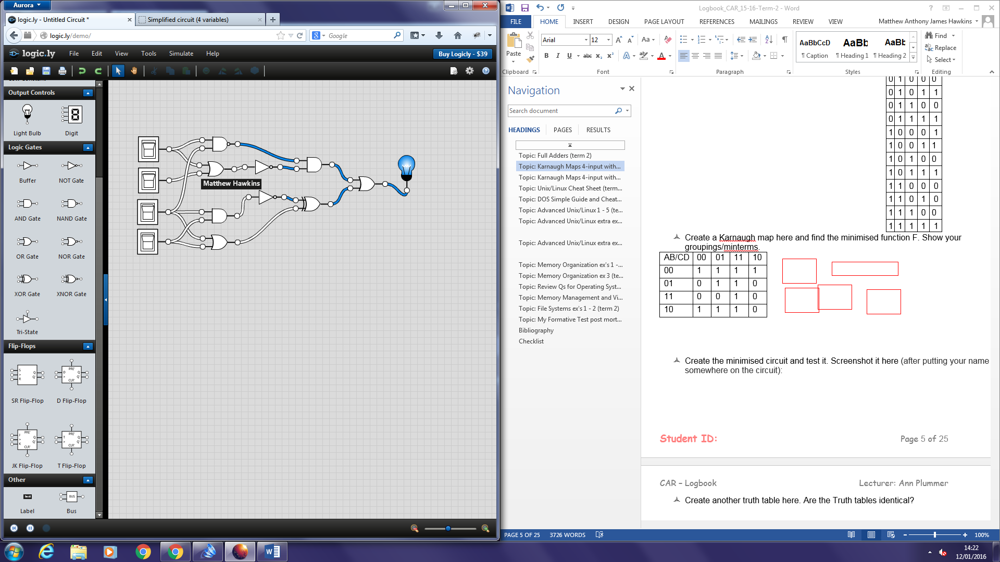 Aurora
logic.ly - Untitled Circuit *
Simplified circuit (4 variables)
logic.ly/demo/
Google
logic.ly
File
Edit
View
Tools
Simulate
Help
Buy Logicly - $39
Output Controls
Light Bulb
Digit
Logic Gates
Buffer
NOT Gate
AND Gate
NAND Gate
OR Gate
NOR Gate
XOR Gate
XNOR Gate
Tri-State
Flip-Flops
SR Flip-Flop
D Flip-Flop
JK Flip-Flop
T Flip-Flop
Other
Label
Bus
Matthew Hawkins
Logbook_CAR_15-16-Term-2 - Word
FILE
HOME
INSERT
DESIGN
PAGE LAYOUT
REFERENCES
MAILINGS
REVIEW
VIEW
Matthew Anthony James Hawkins
Paste
Arial
12
Clipboard
Font
Paragraph
AaBbCcD
AaBb
AaBb
¶ Caption
¶ Heading 1
¶ Heading 2
Styles
Find
Replace
Select
Editing
Navigation
Search document
HEADINGS
PAGES
RESULTS
Topic: Full Adders (term 2)
Topic: Karnaugh Maps 4-input with...
Topic: Karnaugh Maps 4-input with...
Topic: Unix/Linux Cheat Sheet (term...
Topic: DOS Simple Guide and Cheat...
Topic: Advanced Unix/Linux 1 - 5 (te...
Topic: Advanced Unix/Linux extra ex...
Topic: Advanced Unix/Linux extra ex...
Topic: Memory Organization ex's 1 -...
Topic: Memory Organization ex 3 (te...
Topic: Review Qs for Operating Syst...
Topic: Memory Management and Vi...
Topic: File Systems ex's 1 - 2 (term 2)
Topic: My Formative Test post mort...
Bibliography
Checklist
0 1 0 0 0
0 1 0 1 1
0 1 1 0 0
0 1 1 1 1
1 0 0 0 1
1 0 0 1 1
1 0 1 0 0
1 0 1 1 1
1 1 0 0 0
1 1 0 1 0
1 1 1 0 0
1 1 1 1 1
Create a Karnaugh map here and find the minimised function F. Show your
groupings/minterms.
AB/CD 00 01 11 10
00 1 1 1 1
01 0 1 1 0
11 0 0 1 0
10 1 1 1 0
Create the minimised circuit and test it. Screenshot it here (after putting your name
somewhere on the circuit):
Student ID:
Page 5 of 25
CAR – Logbook
Lecturer: Ann Plummer
Create another truth table here. Are the Truth tables identical?
PAGE 5 OF 25
3726 WORDS
100%
14:22
12/01/2016